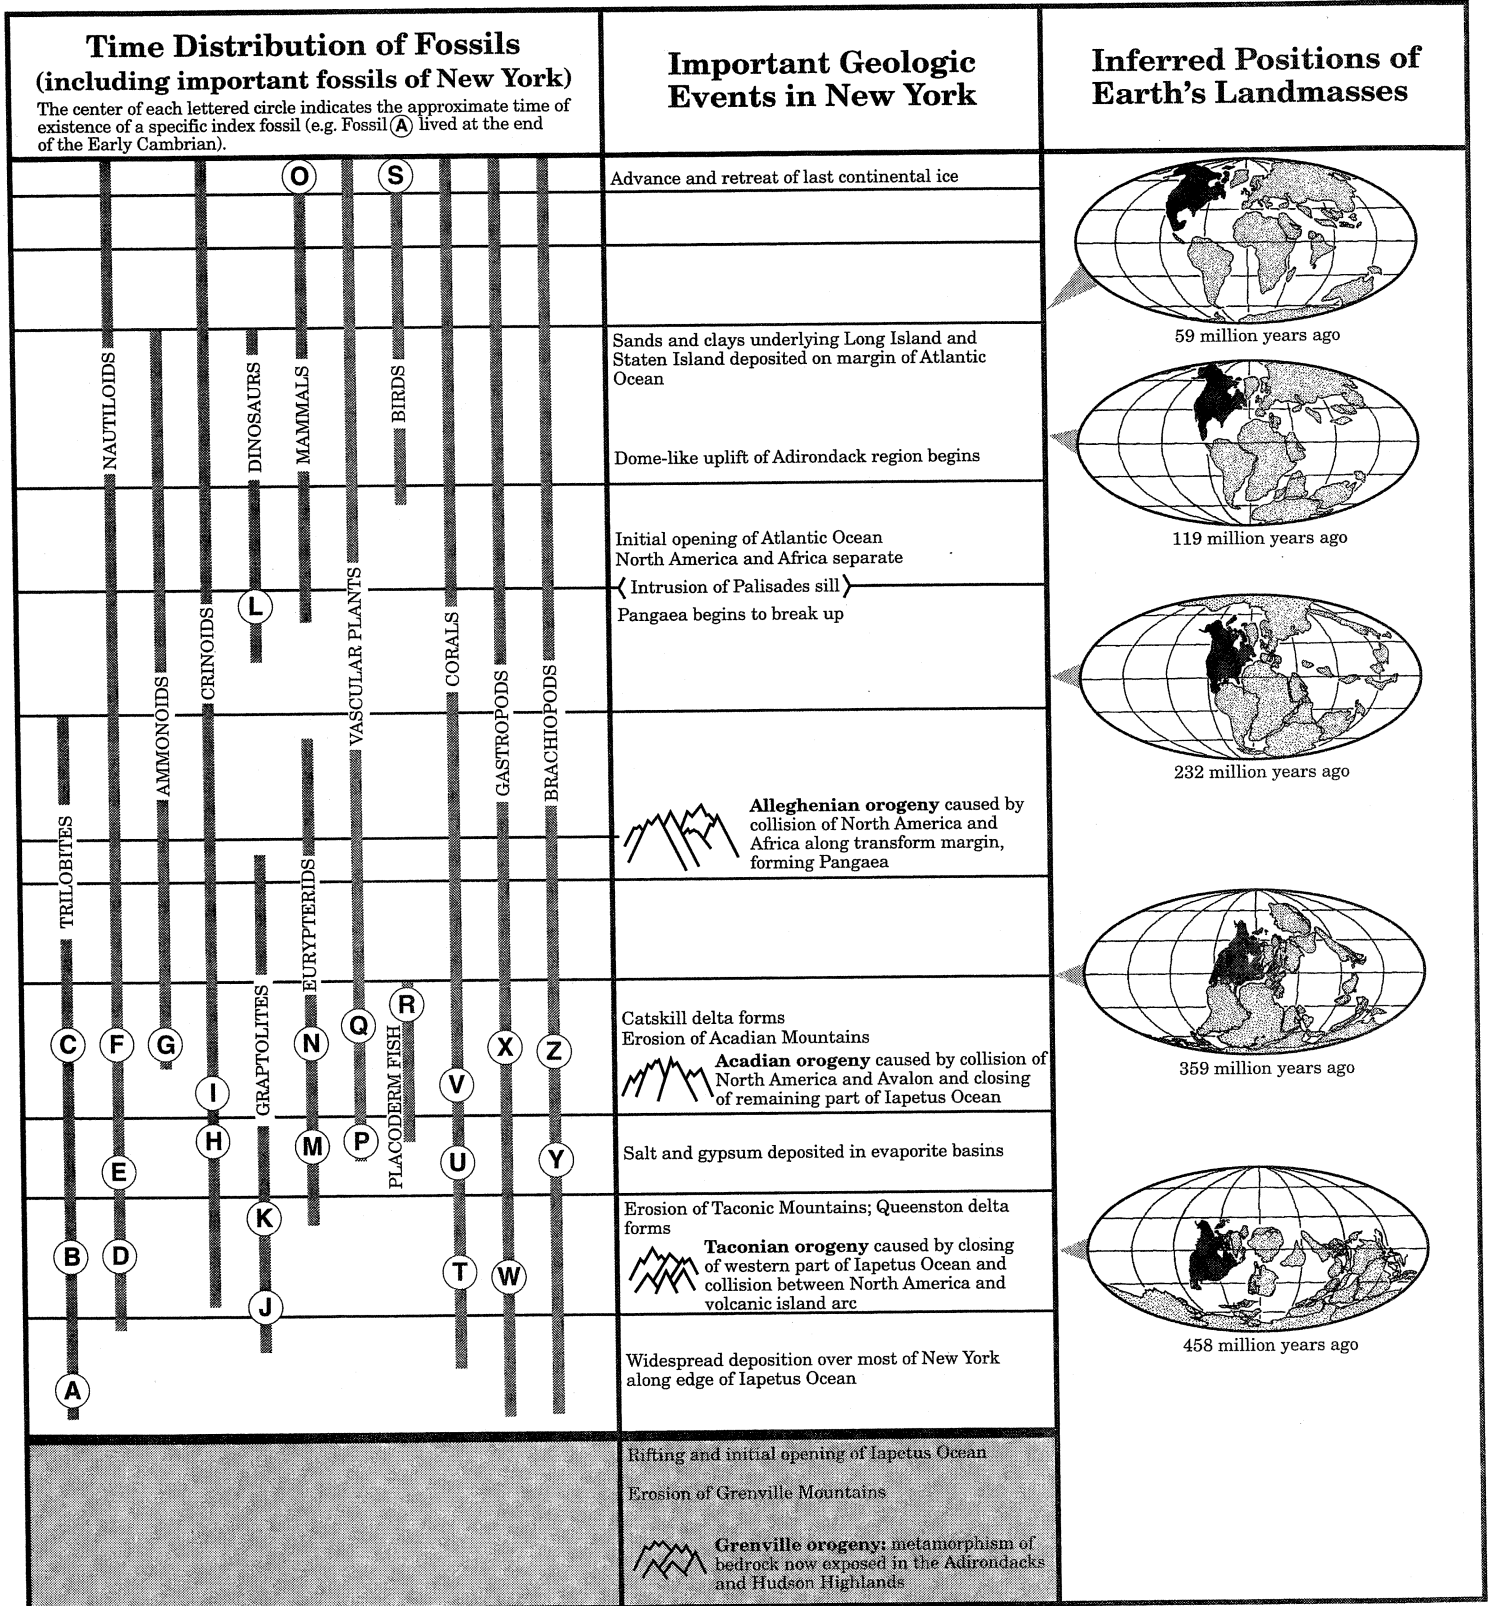 Time Distribution of Fossils
(including important fossils of New York)
The center of each lettered circle indicates the approximate time of
existence of a specific index fossil (e.g. Fossil A lived at the end
of the Early Cambrian).
Important Geologic
Events in New York
Inferred Positions of
Earth's Landmasses
O
S
NAUTILOIDS
DINOSAURS
MAMMALS
BIRDS
L
CRINOIDS
VASCULAR PLANTS
CORALS
AMMONOIDS
GASTROPODS
BRACHIOPODS
TRILOBITES
EURYPTERIDS
GRAPTOLITES
PLACODERM FISH
R
Q
C
F
G
N
X
Z
I
V
H
M
P
E
U
Y
K
B
D
T
W
J
A
Advance and retreat of last continental ice
Sands and clays underlying Long Island and
Staten Island deposited on margin of Atlantic
Ocean
Dome-like uplift of Adirondack region begins
Initial opening of Atlantic Ocean
North America and Africa separate
Intrusion of Palisades sill
Pangaea begins to break up
Alleghenian orogeny caused by
collision of North America and
Africa along transform margin,
forming Pangaea
Catskill delta forms
Erosion of Acadian Mountains
Acadian orogeny caused by collision of
North America and Avalon and closing
of remaining part of Iapetus Ocean
Salt and gypsum deposited in evaporite basins
Erosion of Taconic Mountains; Queenston delta
forms
Taconian orogeny caused by closing
of western part of Iapetus Ocean and
collision between North America and
volcanic island arc
Widespread deposition over most of New York
along edge of Iapetus Ocean
Rifting and initial opening of Iapetus Ocean
Erosion of Grenville Mountains
Grenville orogeny: metamorphism of
bedrock now exposed in the Adirondacks
and Hudson Highlands
59 million years ago
119 million years ago
232 million years ago
359 million years ago
458 million years ago